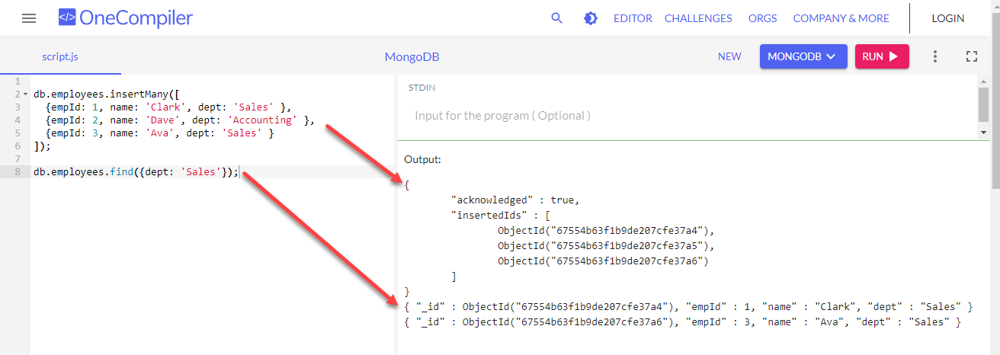 </> OneCompiler
EDITOR CHALLENGES ORGS COMPANY & MORE LOGIN
script.js MongoDB NEW MONGODB RUN
1
2 db.employees.insertMany([
3 {empId: 1, name: 'Clark', dept: 'Sales' },
4 {empId: 2, name: 'Dave', dept: 'Accounting' },
5 {empId: 3, name: 'Ava', dept: 'Sales' }
6 ]);
7
8 db.employees.find({dept: 'Sales'});
STDIN
Input for the program ( Optional )
Output:
{
"acknowledged" : true,
"insertedIds" : [
ObjectId("67554b63f1b9de207cfe37a4"),
ObjectId("67554b63f1b9de207cfe37a5"),
ObjectId("67554b63f1b9de207cfe37a6")
]
}
{ "_id" : ObjectId("67554b63f1b9de207cfe37a4"), "empId" : 1, "name" : "Clark", "dept" : "Sales" }
{ "_id" : ObjectId("67554b63f1b9de207cfe37a6"), "empId" : 3, "name" : "Ava", "dept" : "Sales" }